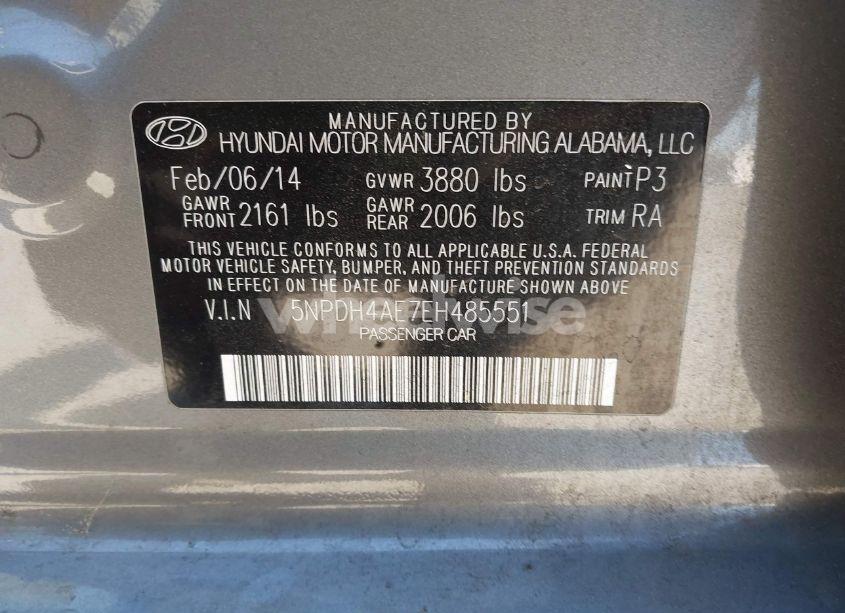 MANUFACTURED BY
HYUNDAI MOTOR MANUFACTURING ALABAMA, LLC
Feb/06/14 GVWR 3880 lbs PAINT P3
GAWR FRONT 2161 lbs GAWR REAR 2006 lbs TRIM RA
THIS VEHICLE CONFORMS TO ALL APPLICABLE U.S.A. FEDERAL
MOTOR VEHICLE SAFETY, BUMPER, AND THEFT PREVENTION STANDARDS
IN EFFECT ON THE DATE OF MANUFACTURE SHOWN ABOVE
V.I.N 5NPDH4AE7EH485551
PASSENGER CAR